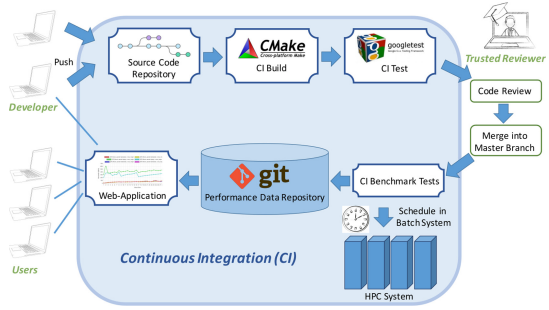 Push
Developer
Source Code
Repository
CMake
Cross-platform Make
CI Build
googletest
CI Test
Trusted Reviewer
Code Review
Merge into
Master Branch
CI Benchmark Tests
git
Performance Data Repository
Web-Application
Users
Schedule in
Batch System
HPC System
Continuous Integration (CI)